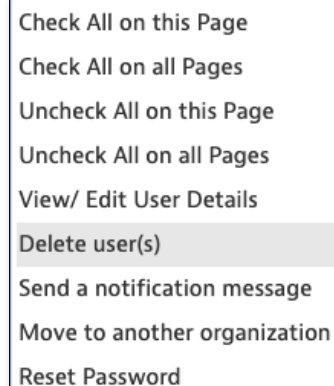 Check All on this Page
Check All on all Pages
Uncheck All on this Page
Uncheck All on all Pages
View/ Edit User Details
Delete user(s)
Send a notification message
Move to another organization
Reset Password